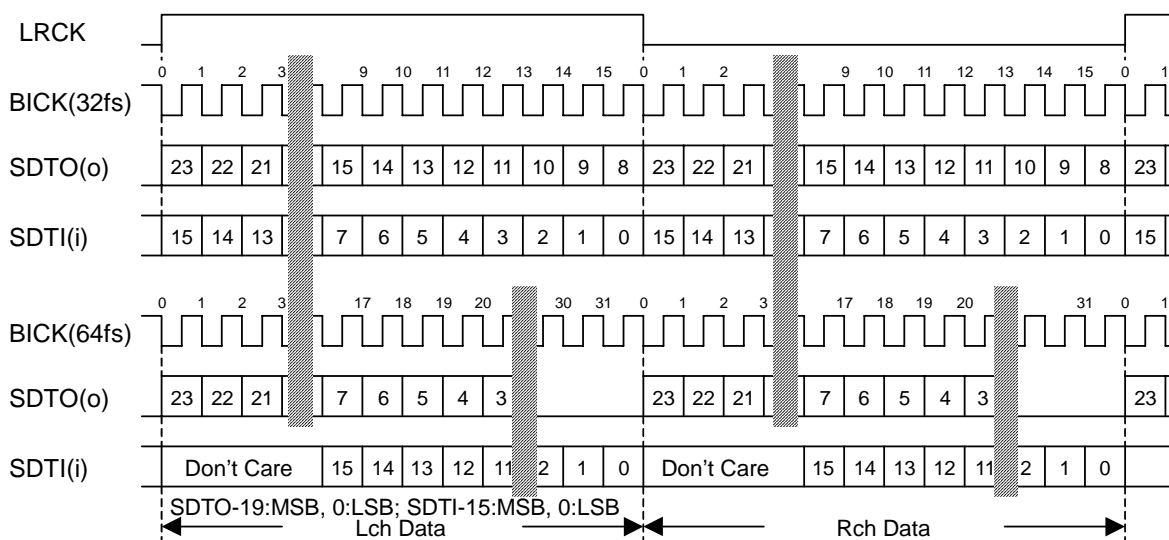 LRCK
0 1 2 3 9 10 11 12 13 14 15 0 1 2 9 10 11 12 13 14 15 0 1
BICK(32fs)
SDTO(o) 23 22 21 15 14 13 12 11 10 9 8 23 22 21 15 14 13 12 11 10 9 8 23
SDTI(i) 15 14 13 7 6 5 4 3 2 1 0 15 14 13 7 6 5 4 3 2 1 0 15
0 1 2 3 17 18 19 20 30 31 0 1 2 3 17 18 19 20 31 0 1
BICK(64fs)
SDTO(o) 23 22 21 7 6 5 4 3 23 22 21 7 6 5 4 3 23
SDTI(i) Don't Care 15 14 13 12 11 2 1 0 Don't Care 15 14 13 12 11 2 1 0
SDTO-19:MSB, 0:LSB; SDTI-15:MSB, 0:LSB
Lch Data Rch Data